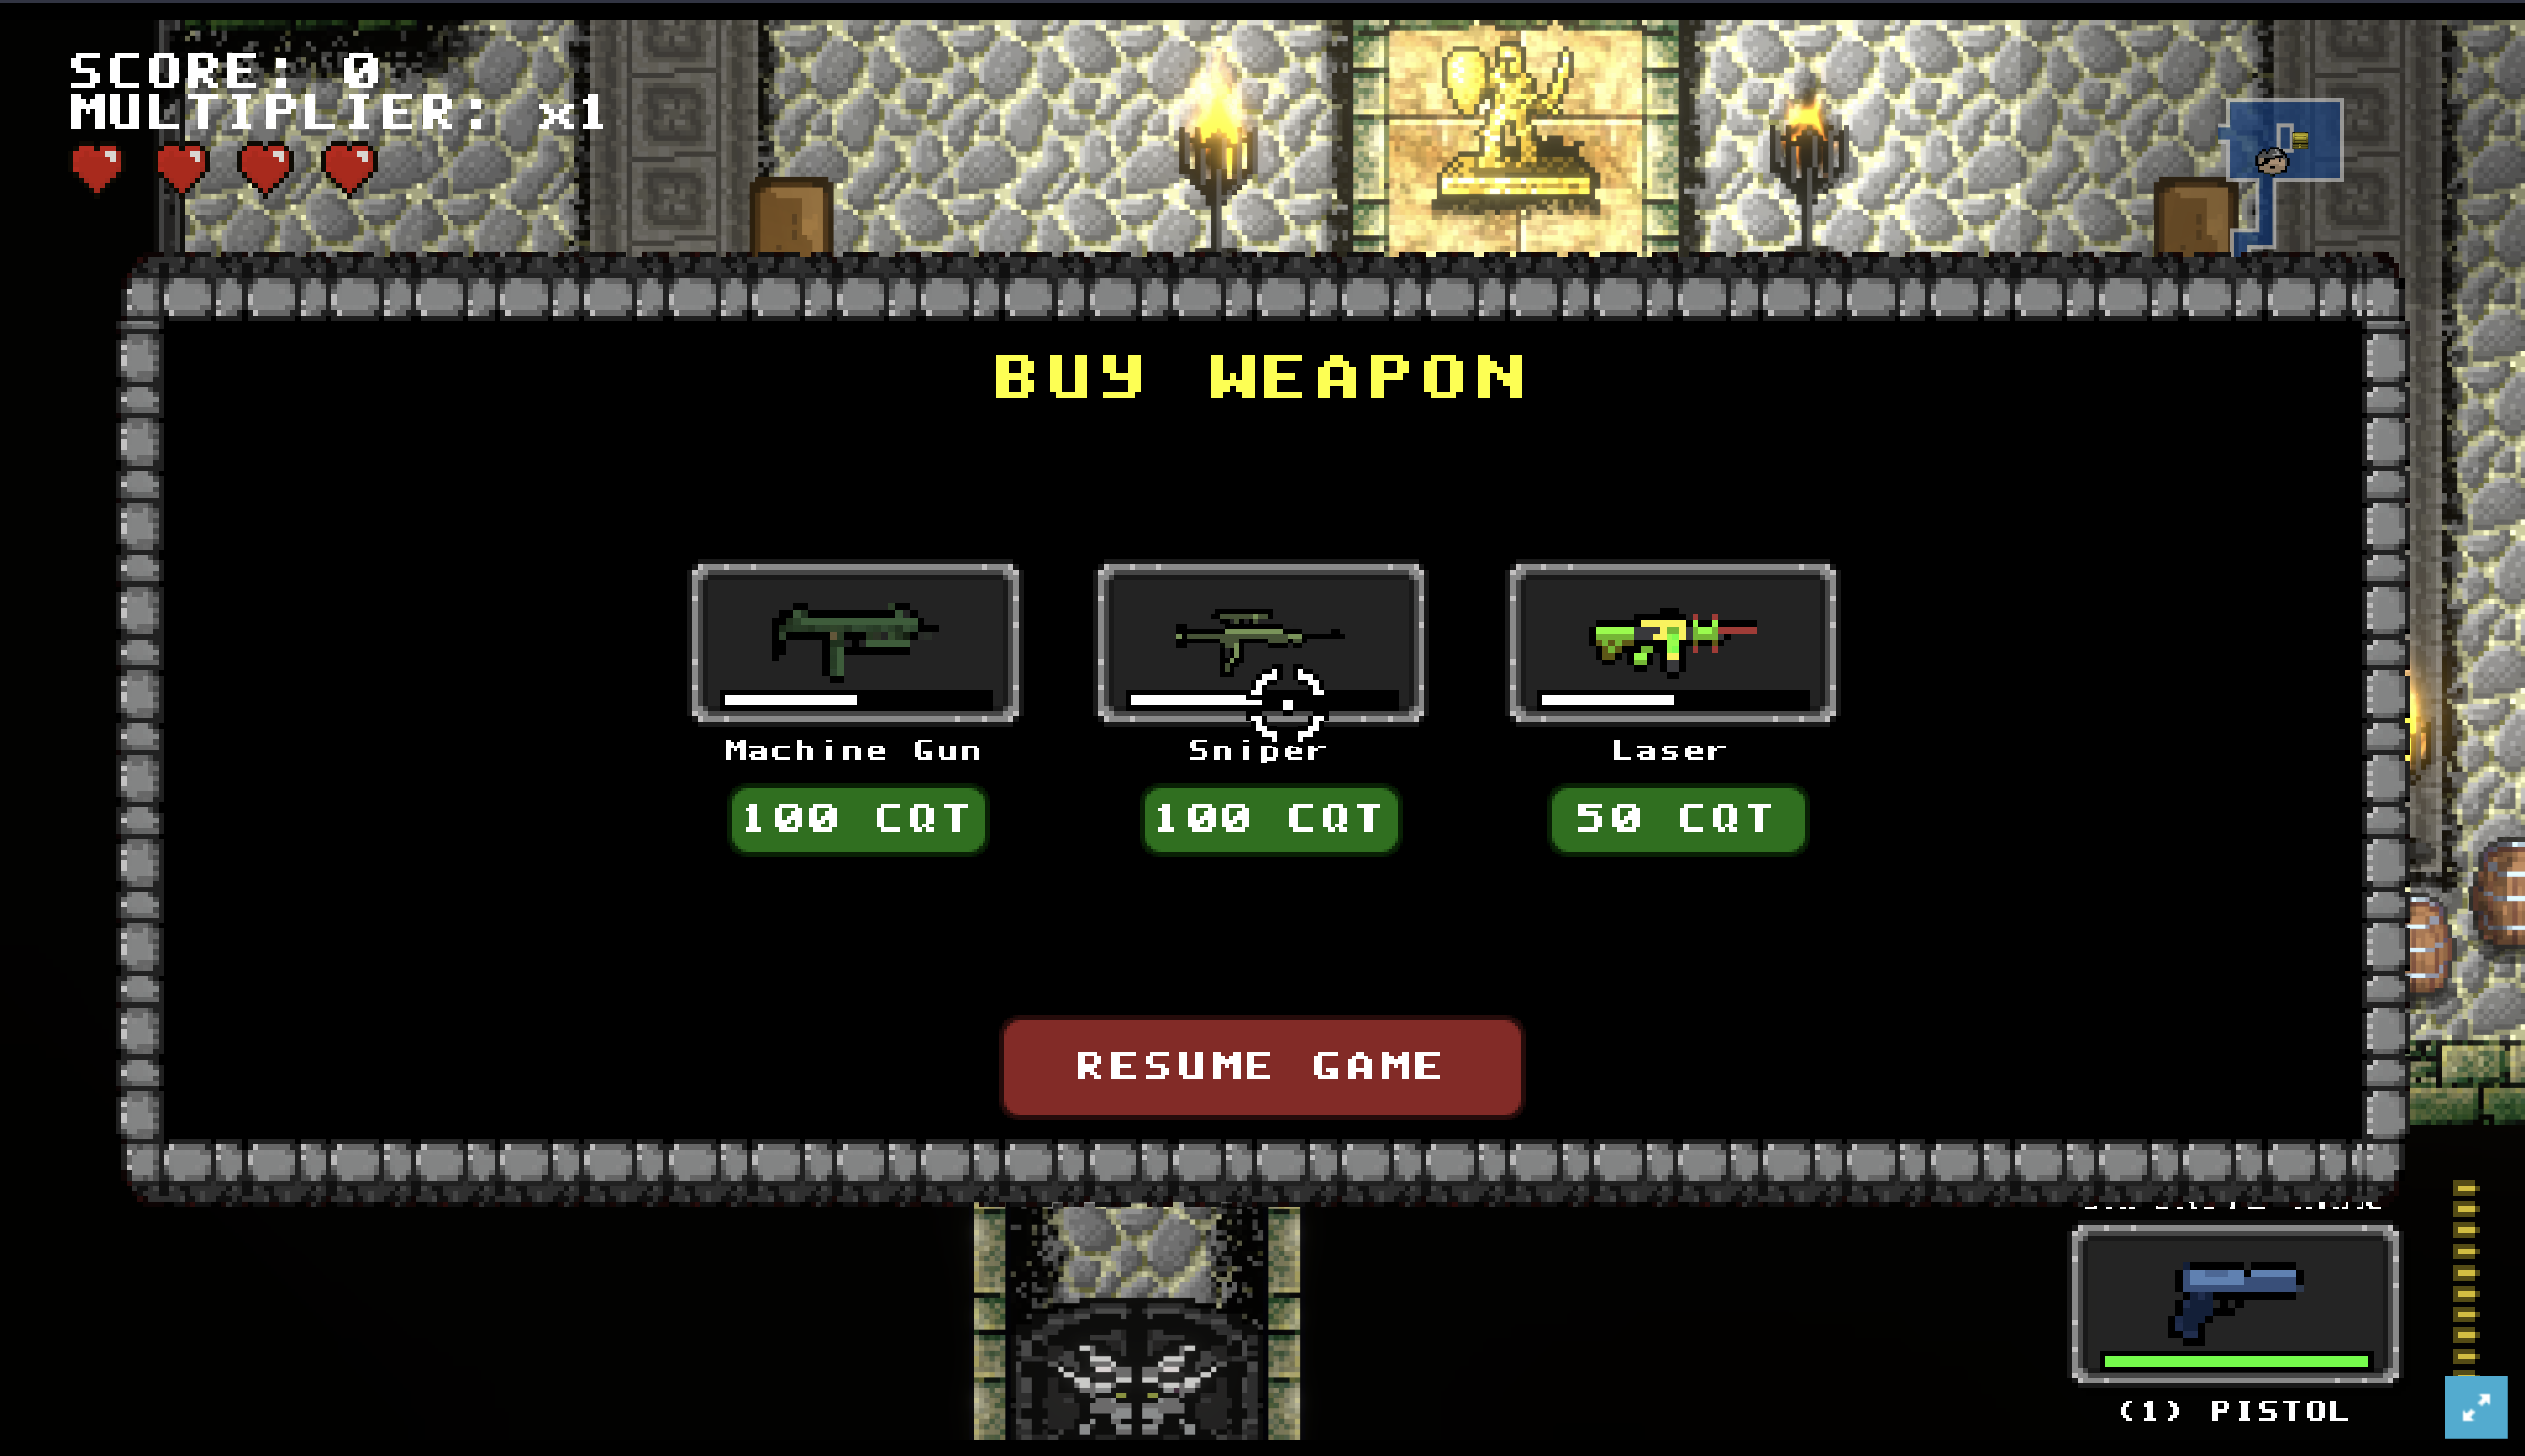 SCORE: 0
MULTIPLIER: x1
BUY WEAPON
Machine Gun
Sniper
Laser
100 CQT
100 CQT
50 CQT
RESUME GAME
(1) PISTOL